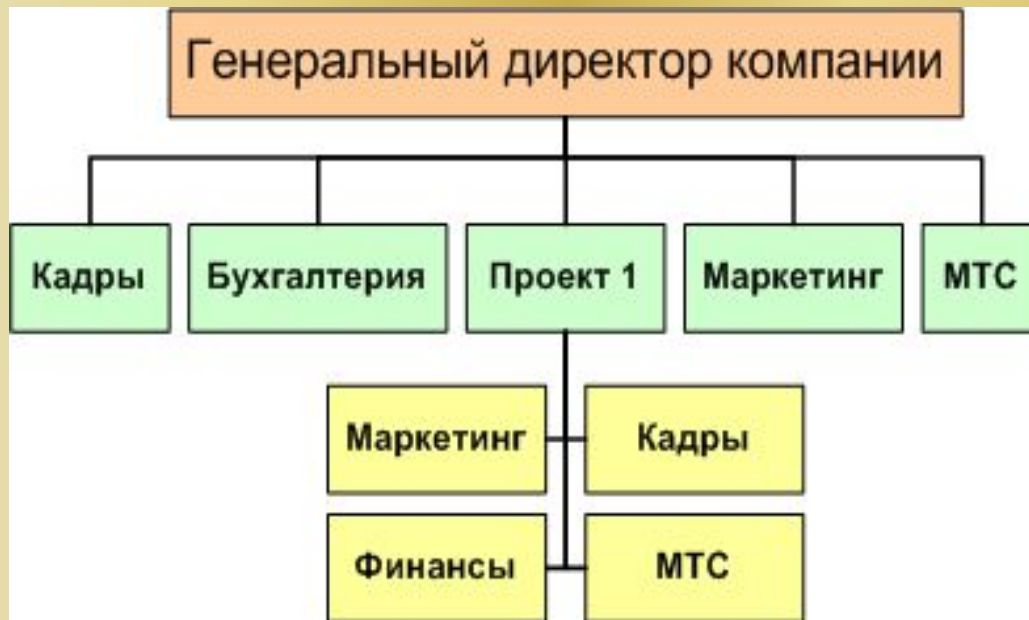 Генеральный директор компании
Кадры
Бухгалтерия
Проект 1
Маркетинг
МТС
Маркетинг
Кадры
Финансы
МТС